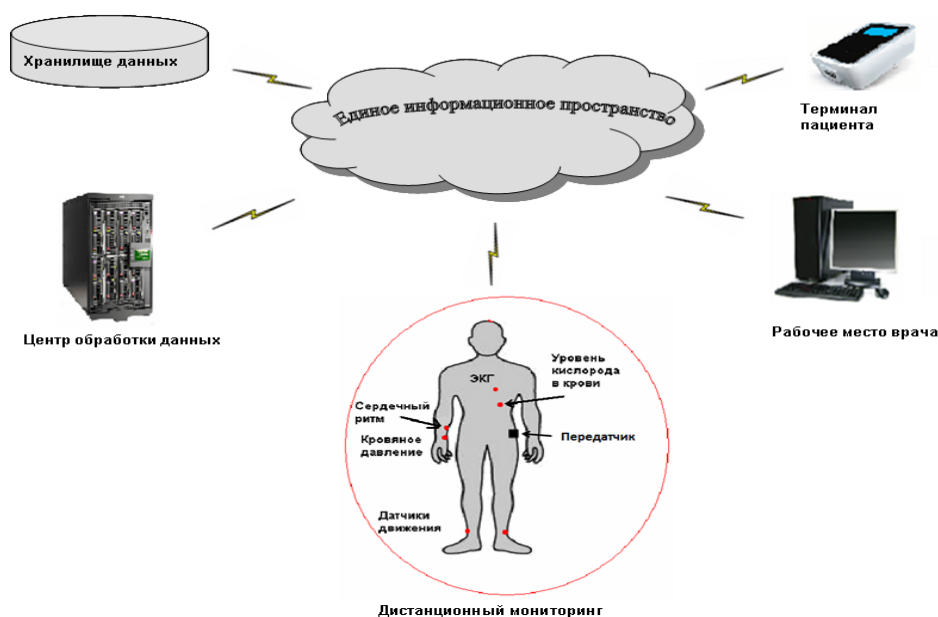 Хранилище данных
Единое информационное пространство
Терминал
пациента
Центр обработки данных
Рабочее место врача
ЭКГ
Уровень
кислорода
в крови
Сердечный
ритм
Кровяное
давление
Передатчик
Датчики
движения
Дистанционный мониторинг